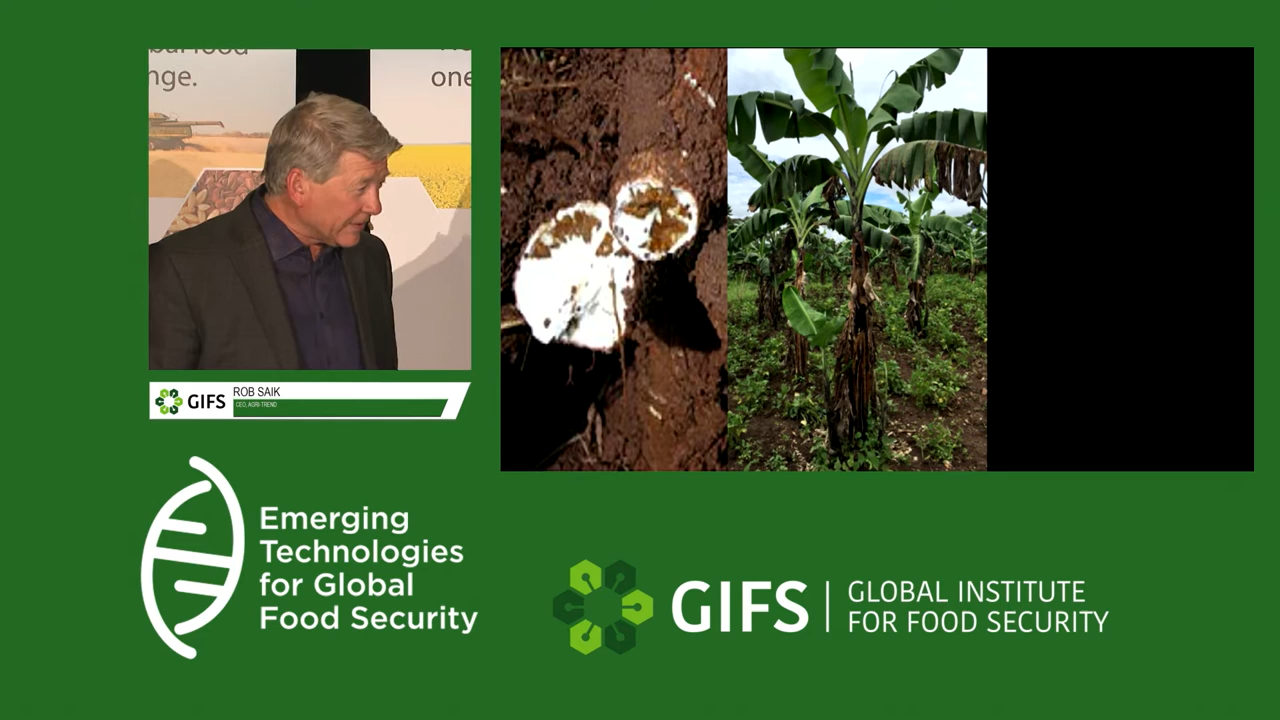 nge.
one
GIFS
ROB SAIK
CEO, AGRI-TREND
Emerging
Technologies
for Global
Food Security
GIFS
GLOBAL INSTITUTE
FOR FOOD SECURITY